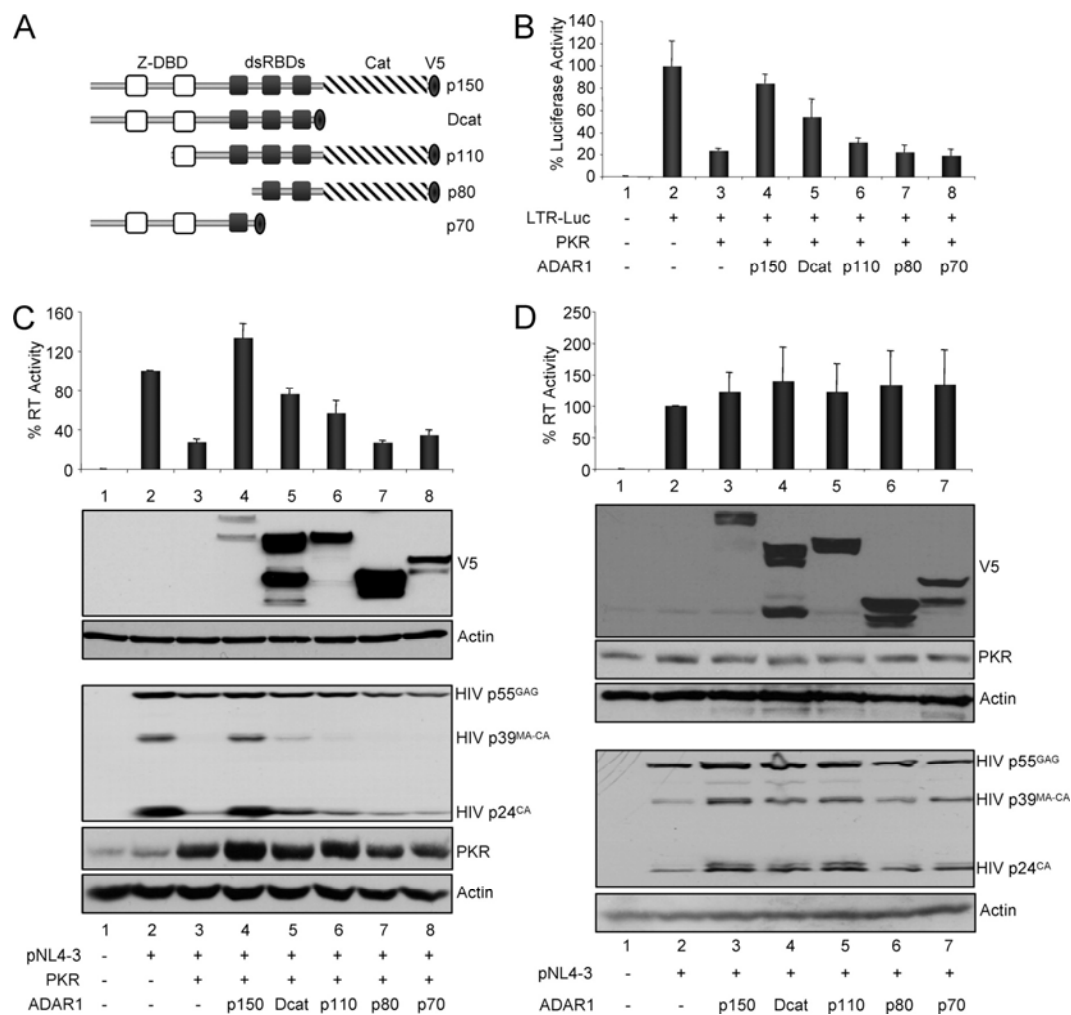 A
Z-DBD dsRBDs Cat V5
p150
Dcat
p110
p80
p70
B
% Luciferase Activity
140
120
100
80
60
40
20
0
1 2 3 4 5 6 7 8
LTR-Luc - + + + + + + +
PKR - - + + + + + +
ADAR1 - - - p150 Dcat p110 p80 p70
C
% RT Activity
160
120
80
40
0
1 2 3 4 5 6 7 8
V5
Actin
HIV p55GAG
HIV p39MA-CA
HIV p24CA
PKR
Actin
1 2 3 4 5 6 7 8
pNL4-3 - + + + + + + +
PKR - - + + + + + +
ADAR1 - - - p150 Dcat p110 p80 p70
D
% RT Activity
250
200
150
100
50
0
1 2 3 4 5 6 7
V5
PKR
Actin
HIV p55GAG
HIV p39MA-CA
HIV p24CA
Actin
1 2 3 4 5 6 7
pNL4-3 - + + + + + +
ADAR1 - - p150 Dcat p110 p80 p70